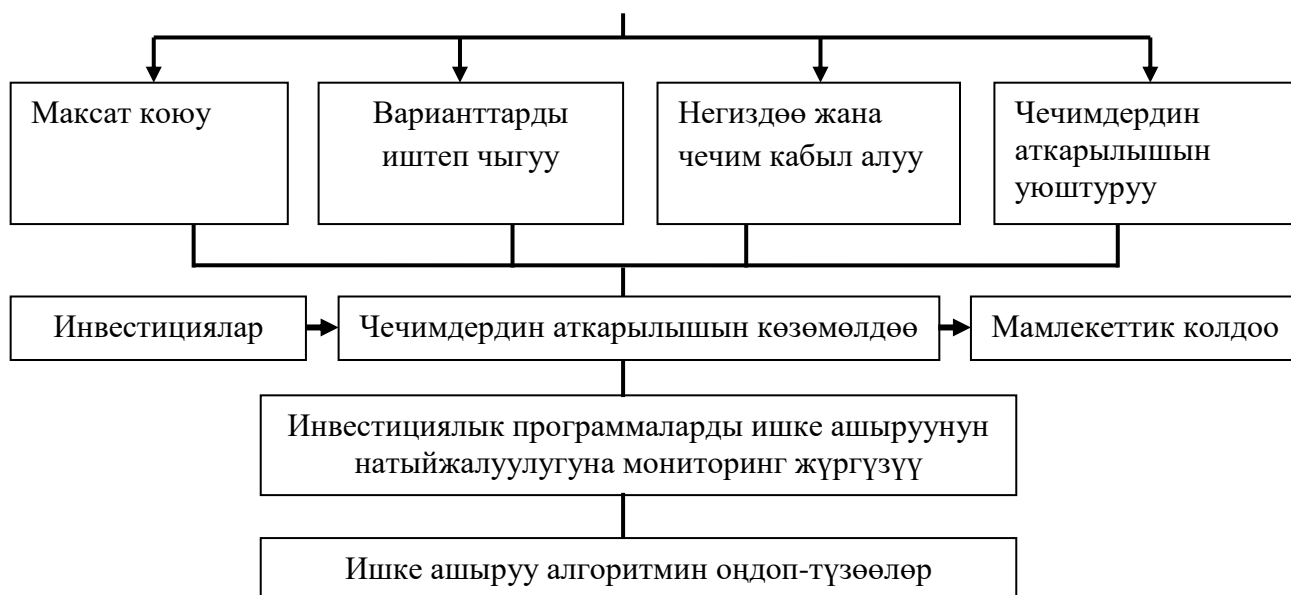 Максат коюу
Варианттарды
иштеп чыгуу
Негиздөө жана
чечим кабыл алуу
Чечимдердин
аткарылышын
уюштуруу
Инвестициялар
Чечимдердин аткарылышын көзөмөлдөө
Мамлекеттик колдоо
Инвестициялык программаларды ишке ашыруунун
натыйжалуулугуна мониторинг жүргүзүү
Ишке ашыруу алгоритмин оңдоп-түзөөлөр